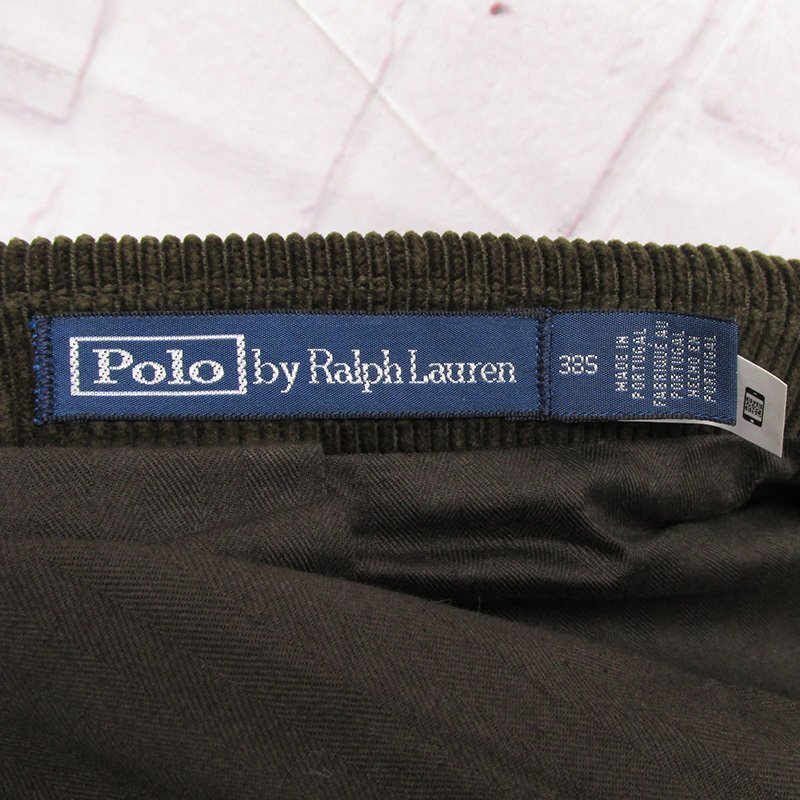 Polo by Ralph Lauren
38S
MADE IN
PORTUGAL
FABRIQUÉ AU
PORTUGAL
HECHO EN
PORTUGAL